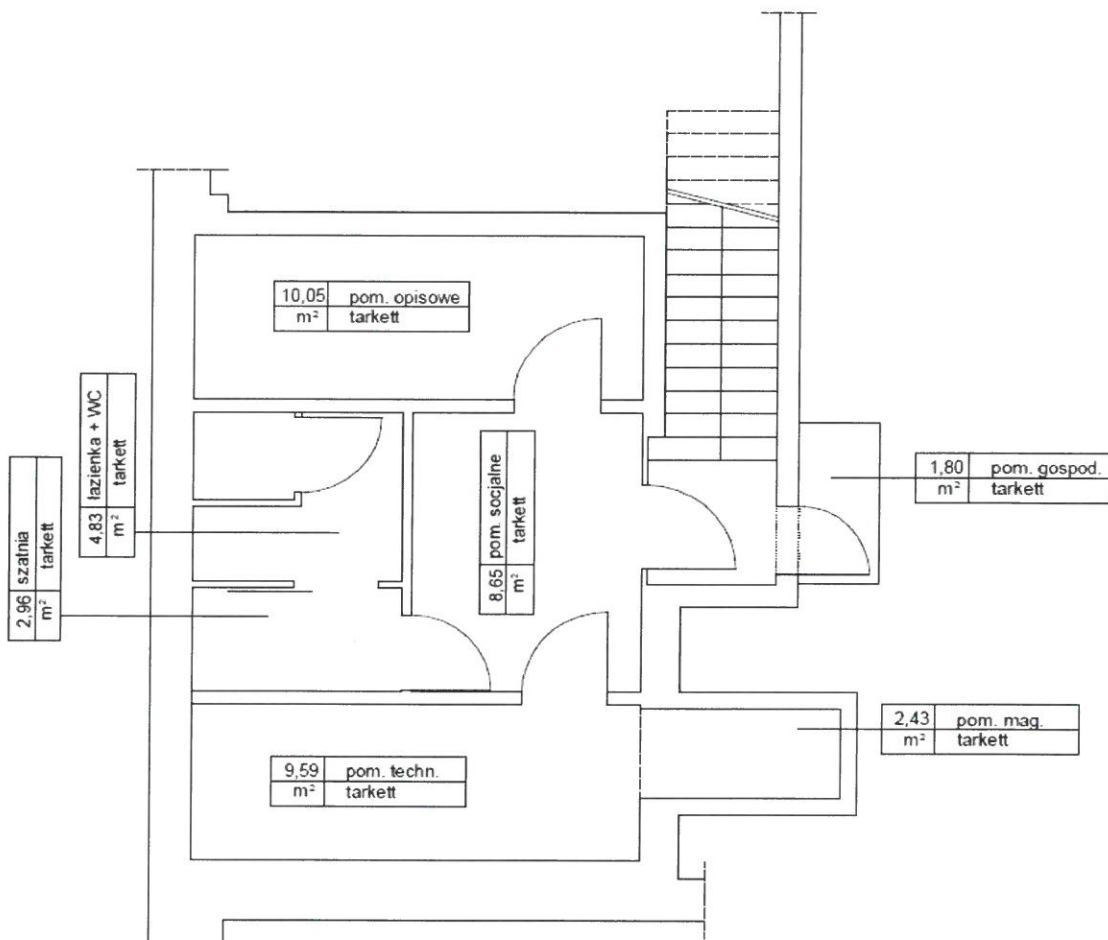 10,05 pom. opisowe
m² tarkett
4,83 łazienka + WC
m² tarkett
2,96 szatnia
m² tarkett
8,65 pom. socjalne
m² tarkett
1,80 pom. gospod.
m² tarkett
2,43 pom. mag.
m² tarkett
9,59 pom. techn.
m² tarkett